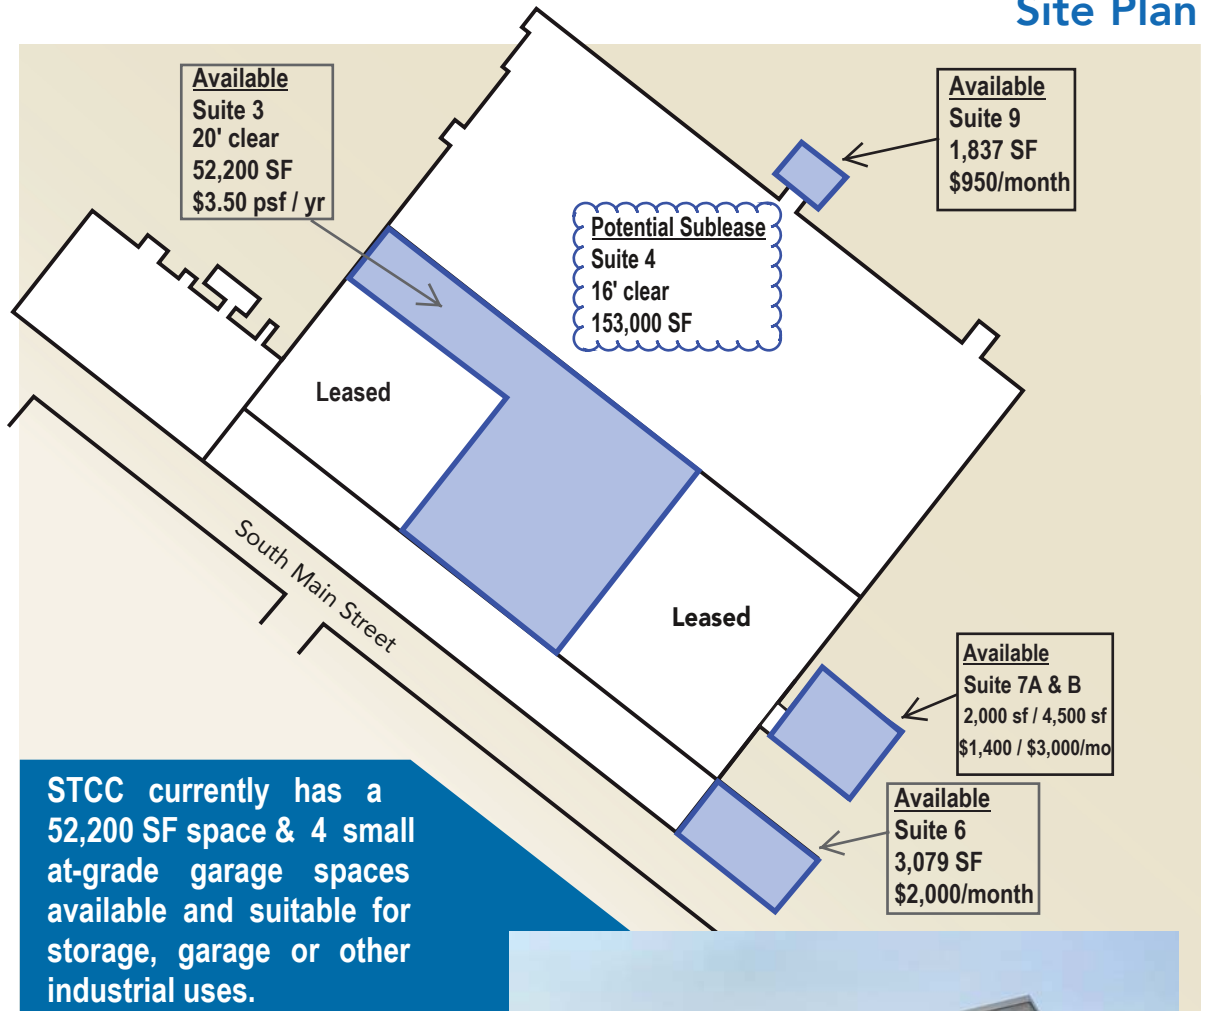 Site Plan
Available
Suite 3
20' clear
52,200 SF
$3.50 psf / yr
Available
Suite 9
1,837 SF
$950/month
Potential Sublease
Suite 4
16' clear
153,000 SF
Leased
South Main Street
Leased
Available
Suite 7A & B
2,000 sf / 4,500 sf
$1,400 / $3,000/mo
Available
Suite 6
3,079 SF
$2,000/month
STCC currently has a
52,200 SF space & 4 small
at-grade garage spaces
available and suitable for
storage, garage or other
industrial uses.